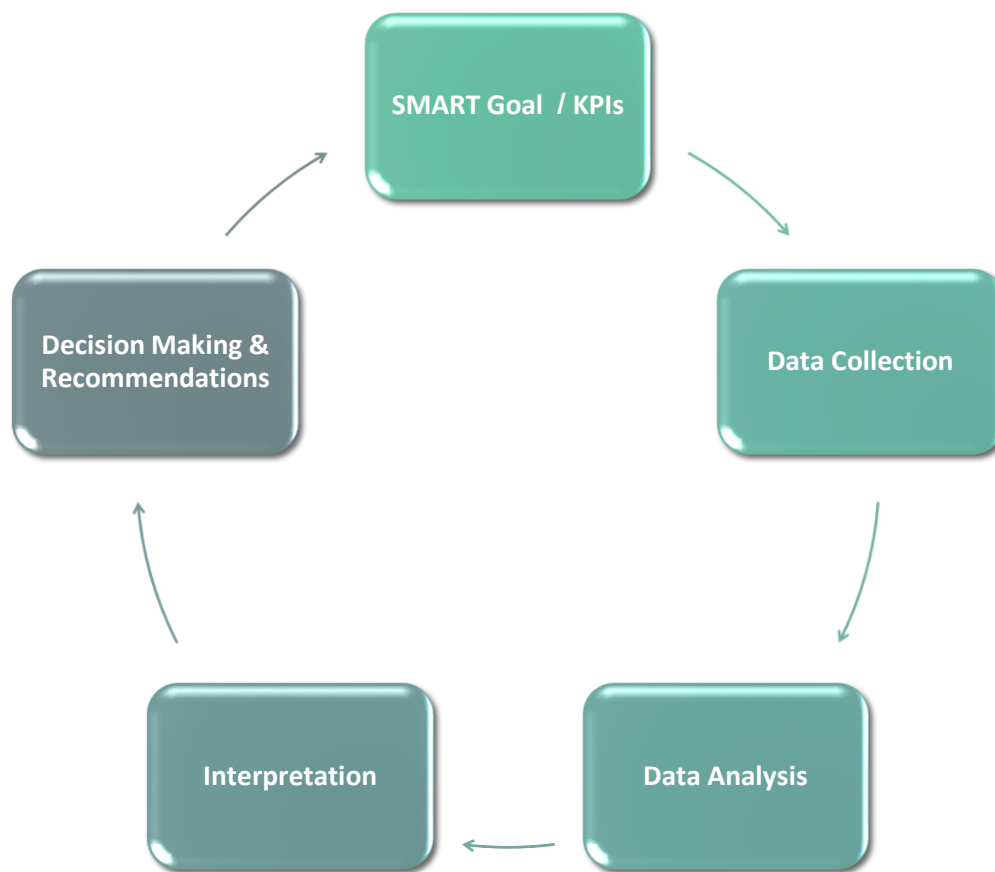 SMART Goal / KPIs
Data Collection
Data Analysis
Interpretation
Decision Making &
Recommendations